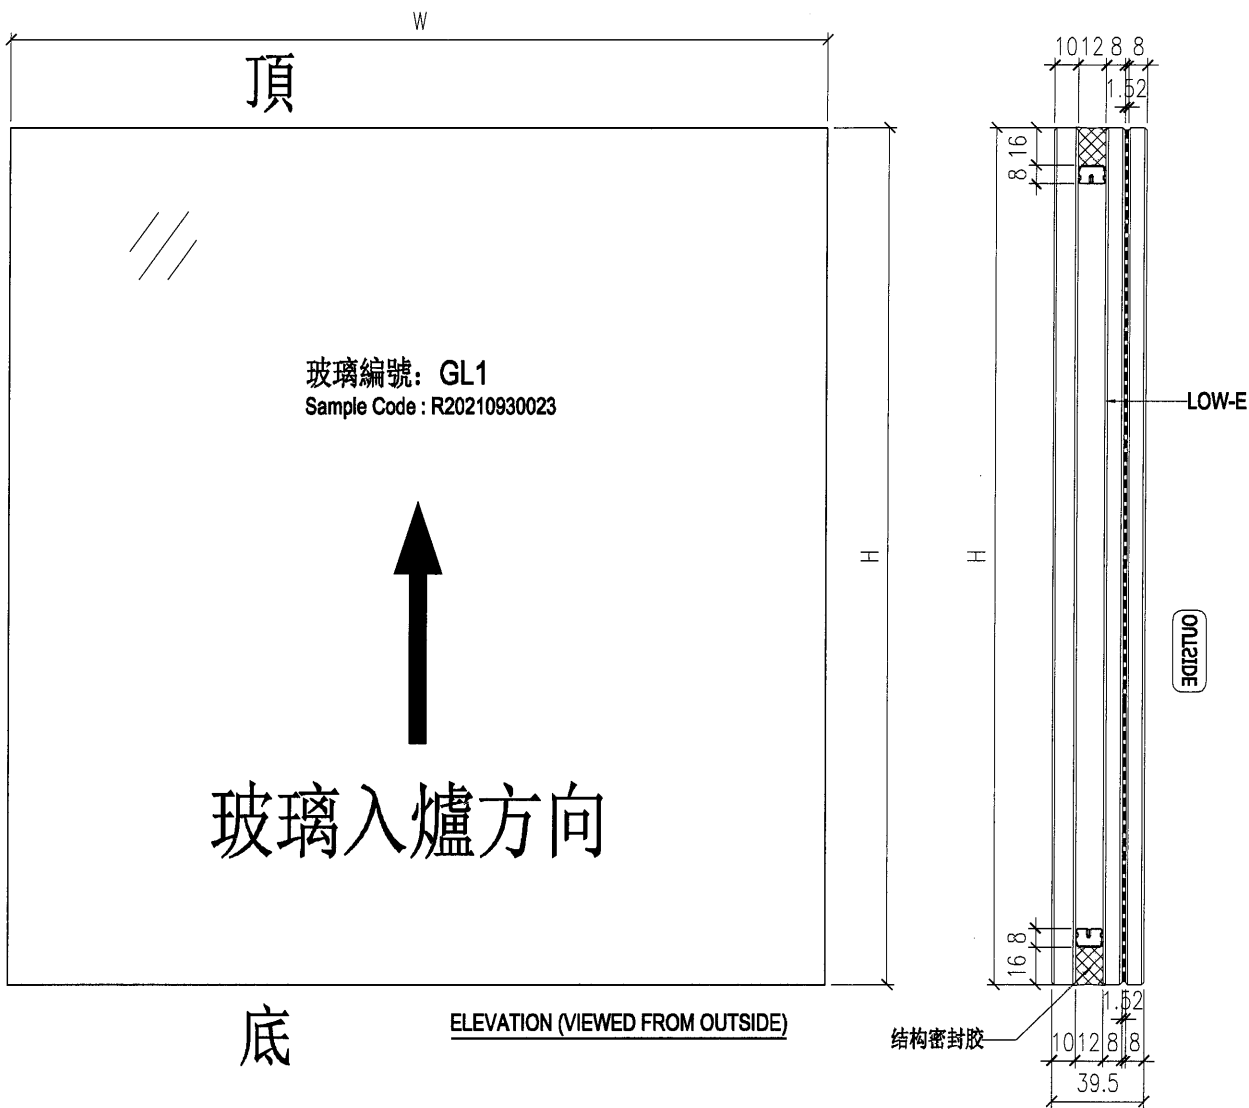 W
頂
玻璃編號：GL1
Sample Code : R20210930023
玻璃入爐方向
底
ELEVATION (VIEWED FROM OUTSIDE)
H
H
10 12 8 8
1.52
16
8
LOW-E
OUTSIDE
8
16
结构密封胶
1.52
10 12 8 8
39.5